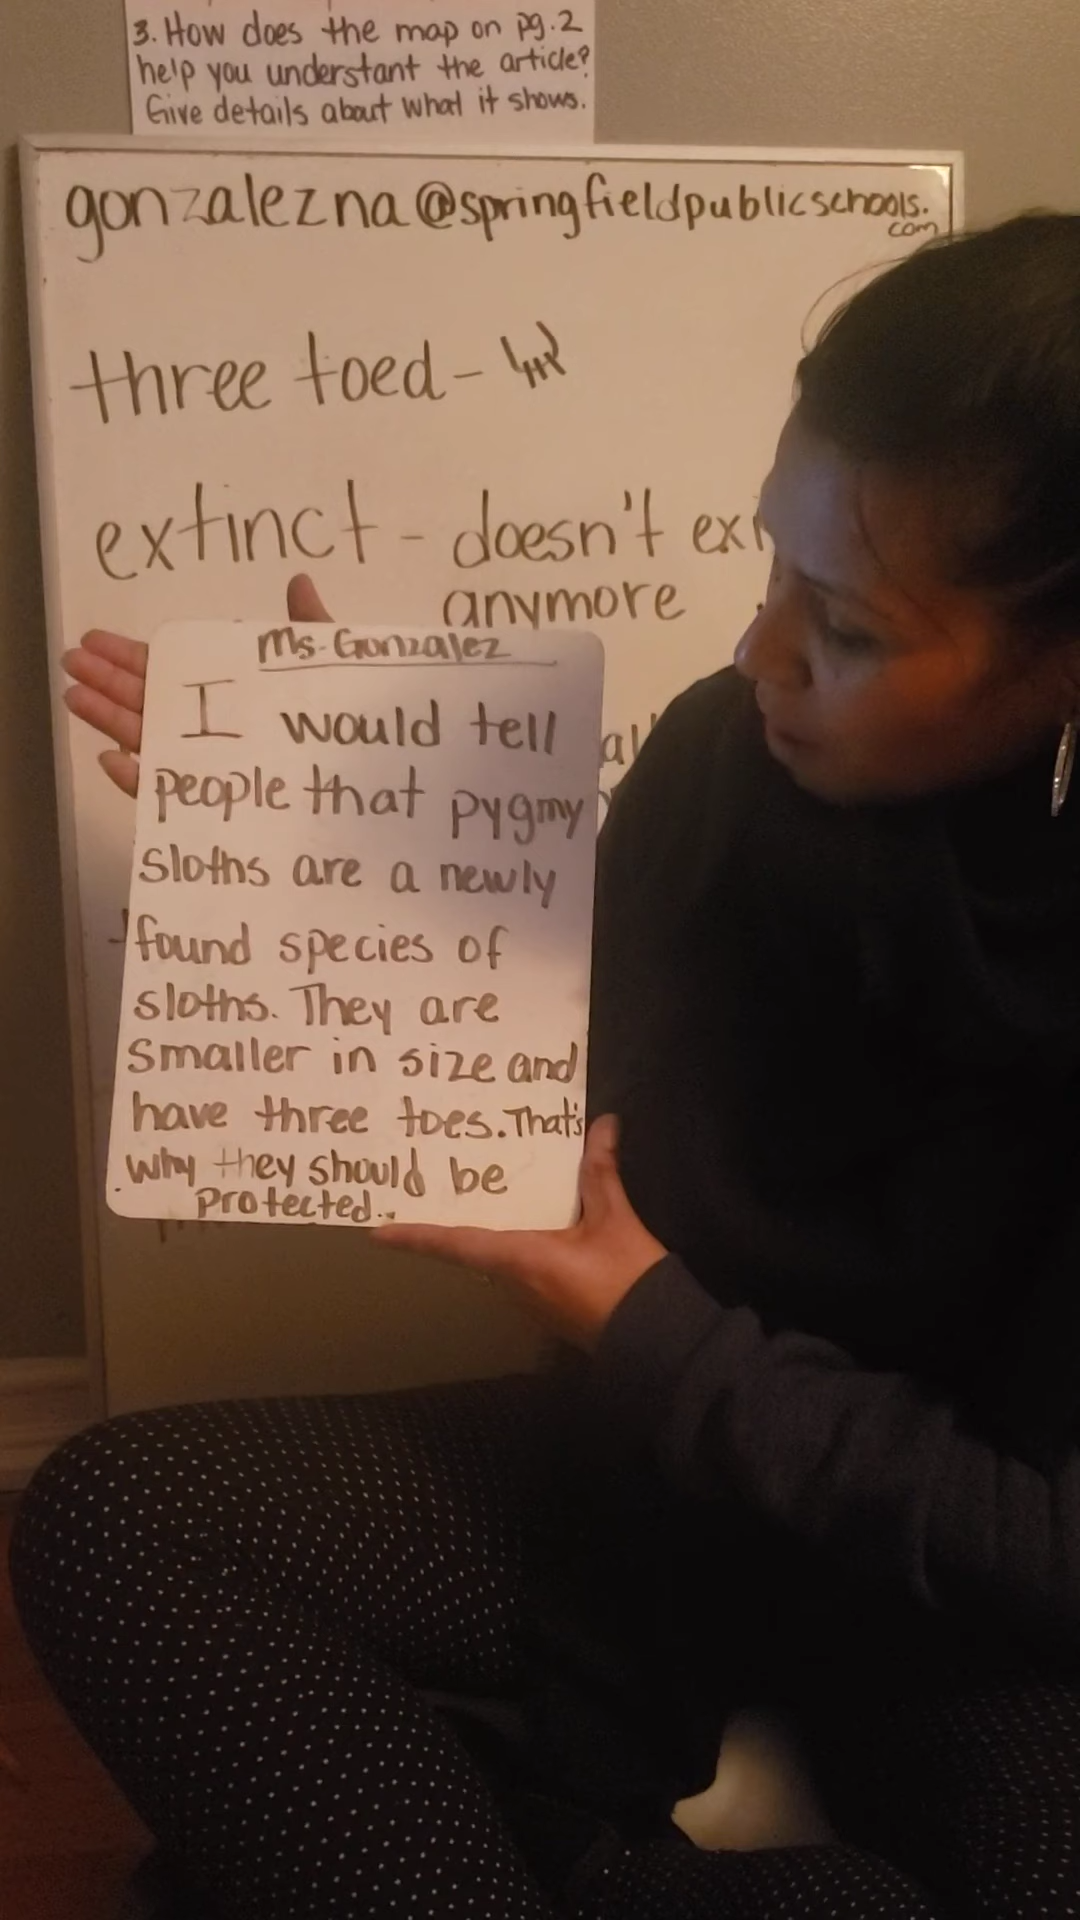 3. How does the map on pg.2
help you understant the article?
Give details about what it shows.
gonzalezna@springfieldpublicschools.
com
three toed -
extinct - doesn't
anymore
Ms. Gonzalez
I would tell
people that pygmy
sloths are a newly
found species of
sloths. They are
smaller in size and
have three toes. That's
why they should be
protected..